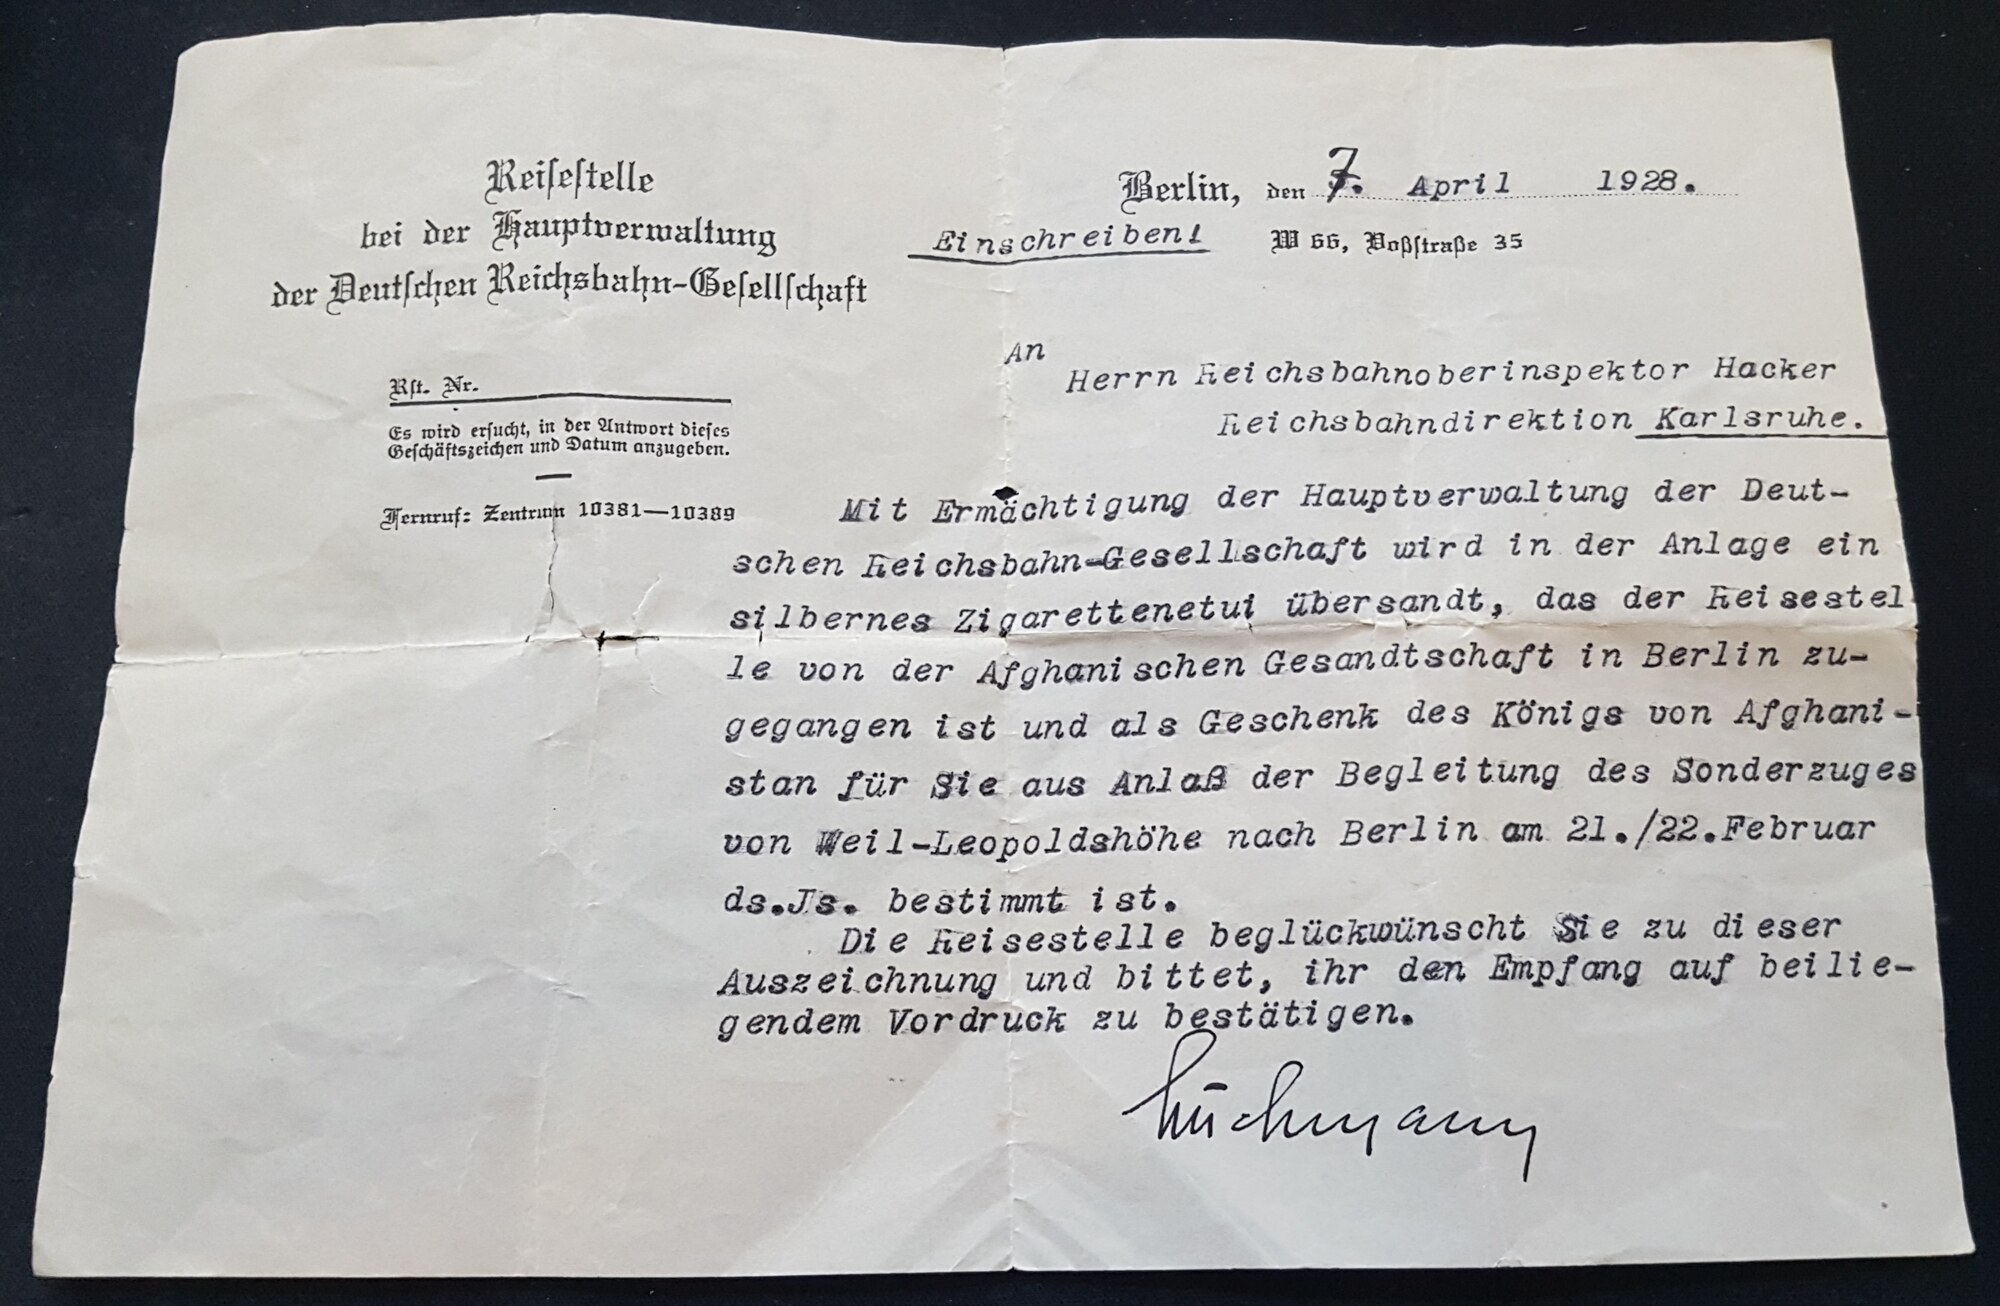 Reisestelle
bei der Hauptverwaltung
der Deutschen Reichsbahn-Gesellschaft
Berlin, den 7. April 1928.
Einschreiben! W 66, Voßstraße 35
Rst. Nr.
Es wird ersucht, in der Antwort dieses
Geschäftszeichen und Datum anzugeben.
Fernruf: Zentrum 10381—10389
An
Herrn Reichsbahnoberinspektor Hacker
Reichsbahndirektion Karlsruhe.
Mit Ermächtigung der Hauptverwaltung der Deut-
schen Reichsbahn-Gesellschaft wird in der Anlage ein
silbernes Zigarettenetui übersandt, das der Reisestel
le von der Afghanischen Gesandtschaft in Berlin zu-
gegangen ist und als Geschenk des Königs von Afghani-
stan für Sie aus Anlaß der Begleitung des Sonderzuges
von Weil-Leopoldshöhe nach Berlin am 21./22.Februar
ds.Js. bestimmt ist.
Die Reisestelle beglückwünscht Sie zu dieser
Auszeichnung und bittet, ihr den Empfang auf beilie-
gendem Vordruck zu bestätigen.